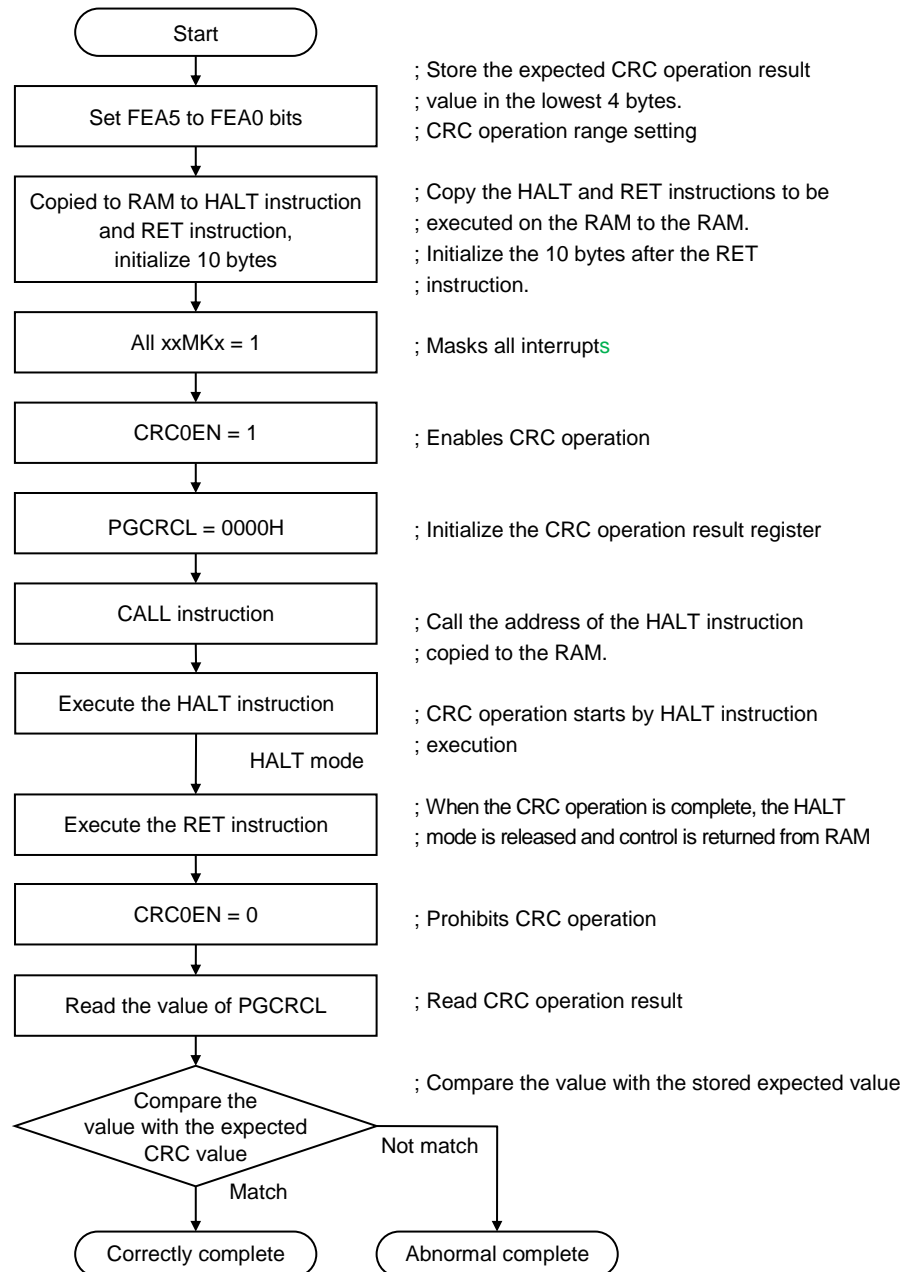 Start
; Store the expected CRC operation result
; value in the lowest 4 bytes.
Set FEA5 to FEA0 bits
; CRC operation range setting
Copied to RAM to HALT instruction
and RET instruction,
initialize 10 bytes
; Copy the HALT and RET instructions to be
; executed on the RAM to the RAM.
; Initialize the 10 bytes after the RET
; instruction.
All xxMKx = 1
; Masks all interrupts
CRC0EN = 1
; Enables CRC operation
PGCRCL = 0000H
; Initialize the CRC operation result register
CALL instruction
; Call the address of the HALT instruction
; copied to the RAM.
Execute the HALT instruction
; CRC operation starts by HALT instruction
; execution
HALT mode
Execute the RET instruction
; When the CRC operation is complete, the HALT
; mode is released and control is returned from RAM
CRC0EN = 0
; Prohibits CRC operation
Read the value of PGCRCL
; Read CRC operation result
; Compare the value with the stored expected value
Compare the
value with the expected
CRC value
Not match
Match
Correctly complete
Abnormal complete